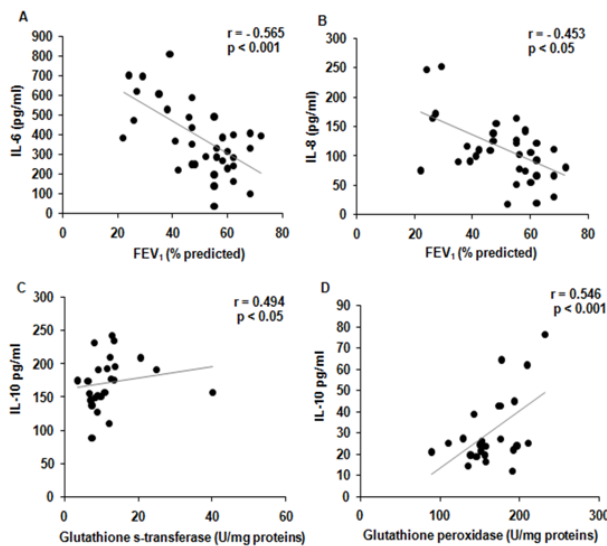 A
r = - 0.565
p < 0.001
IL-6 (pg/ml)
900
800
700
600
500
400
300
200
100
0
0 20 40 60 80
FEV₁ (% predicted)
B
r = - 0.453
p < 0.05
IL-8 (pg/ml)
300
250
200
150
100
50
0
0 20 40 60 80
FEV₁ (% predicted)
C
r = 0.494
p < 0.05
IL-10 pg/ml
300
250
200
150
100
50
0
0 20 40 60
Glutathione s-transferase (U/mg proteins)
D
r = 0.546
p < 0.001
IL-10 pg/ml
90
80
70
60
50
40
30
20
10
0
0 100 200 300
Glutathione peroxidase (U/mg proteins)